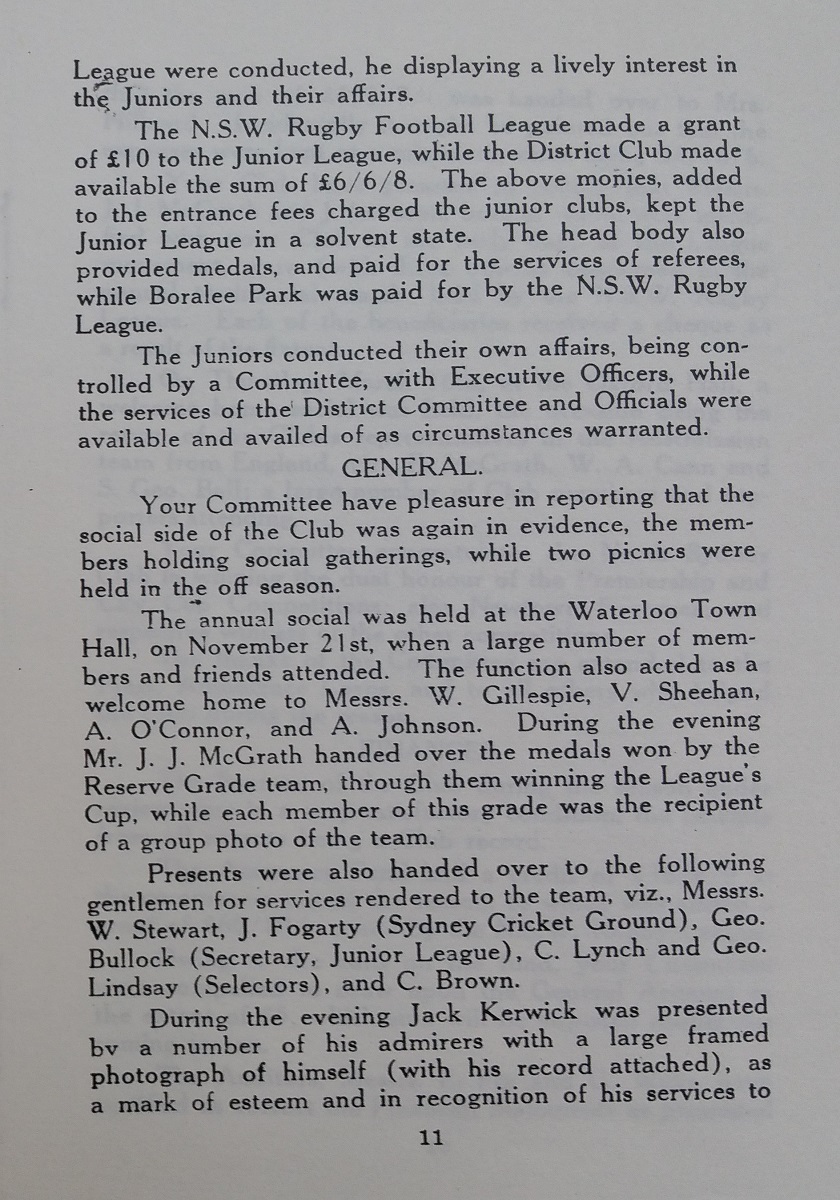 League were conducted, he displaying a lively interest in
the Juniors and their affairs.
The N.S.W. Rugby Football League made a grant
of £10 to the Junior League, while the District Club made
available the sum of £6/6/8. The above monies, added
to the entrance fees charged the junior clubs, kept the
Junior League in a solvent state. The head body also
provided medals, and paid for the services of referees,
while Boralee Park was paid for by the N.S.W. Rugby
League.
The Juniors conducted their own affairs, being con-
trolled by a Committee, with Executive Officers, while
the services of the District Committee and Officials were
available and availed of as circumstances warranted.
GENERAL.
Your Committee have pleasure in reporting that the
social side of the Club was again in evidence, the mem-
bers holding social gatherings, while two picnics were
held in the off season.
The annual social was held at the Waterloo Town
Hall, on November 21st, when a large number of mem-
bers and friends attended. The function also acted as a
welcome home to Messrs. W. Gillespie, V. Sheehan,
A. O'Connor, and A. Johnson. During the evening
Mr. J. J. McGrath handed over the medals won by the
Reserve Grade team, through them winning the League's
Cup, while each member of this grade was the recipient
of a group photo of the team.
Presents were also handed over to the following
gentlemen for services rendered to the team, viz., Messrs.
W. Stewart, J. Fogarty (Sydney Cricket Ground), Geo.
Bullock (Secretary, Junior League), C. Lynch and Geo.
Lindsay (Selectors), and C. Brown.
During the evening Jack Kerwick was presented
by a number of his admirers with a large framed
photograph of himself (with his record attached), as
a mark of esteem and in recognition of his services to
11